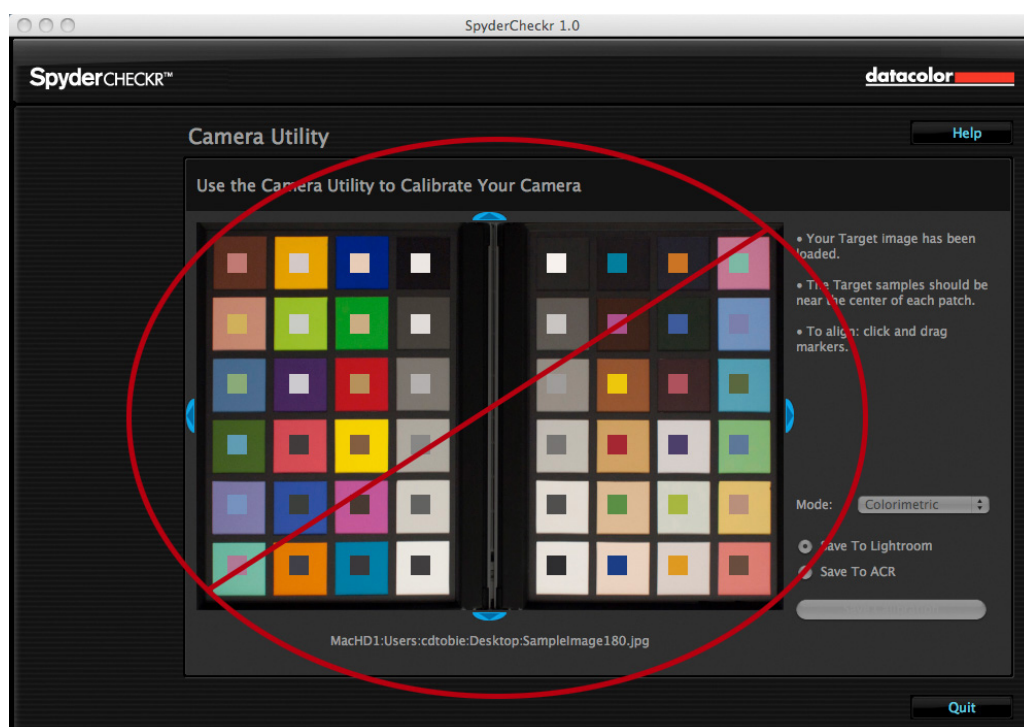 SpyderCheckr 1.0
SpyderCHECKR™
datacolor
Camera Utility
Help
Use the Camera Utility to Calibrate Your Camera
• Your Target image has been
loaded.
• The Target samples should be
near the center of each patch.
• To align: click and drag
markers.
Mode: Colorimetric
Save To Lightroom
Save To ACR
MacHD1:Users:cdtobie:Desktop:SampleImage180.jpg
Quit